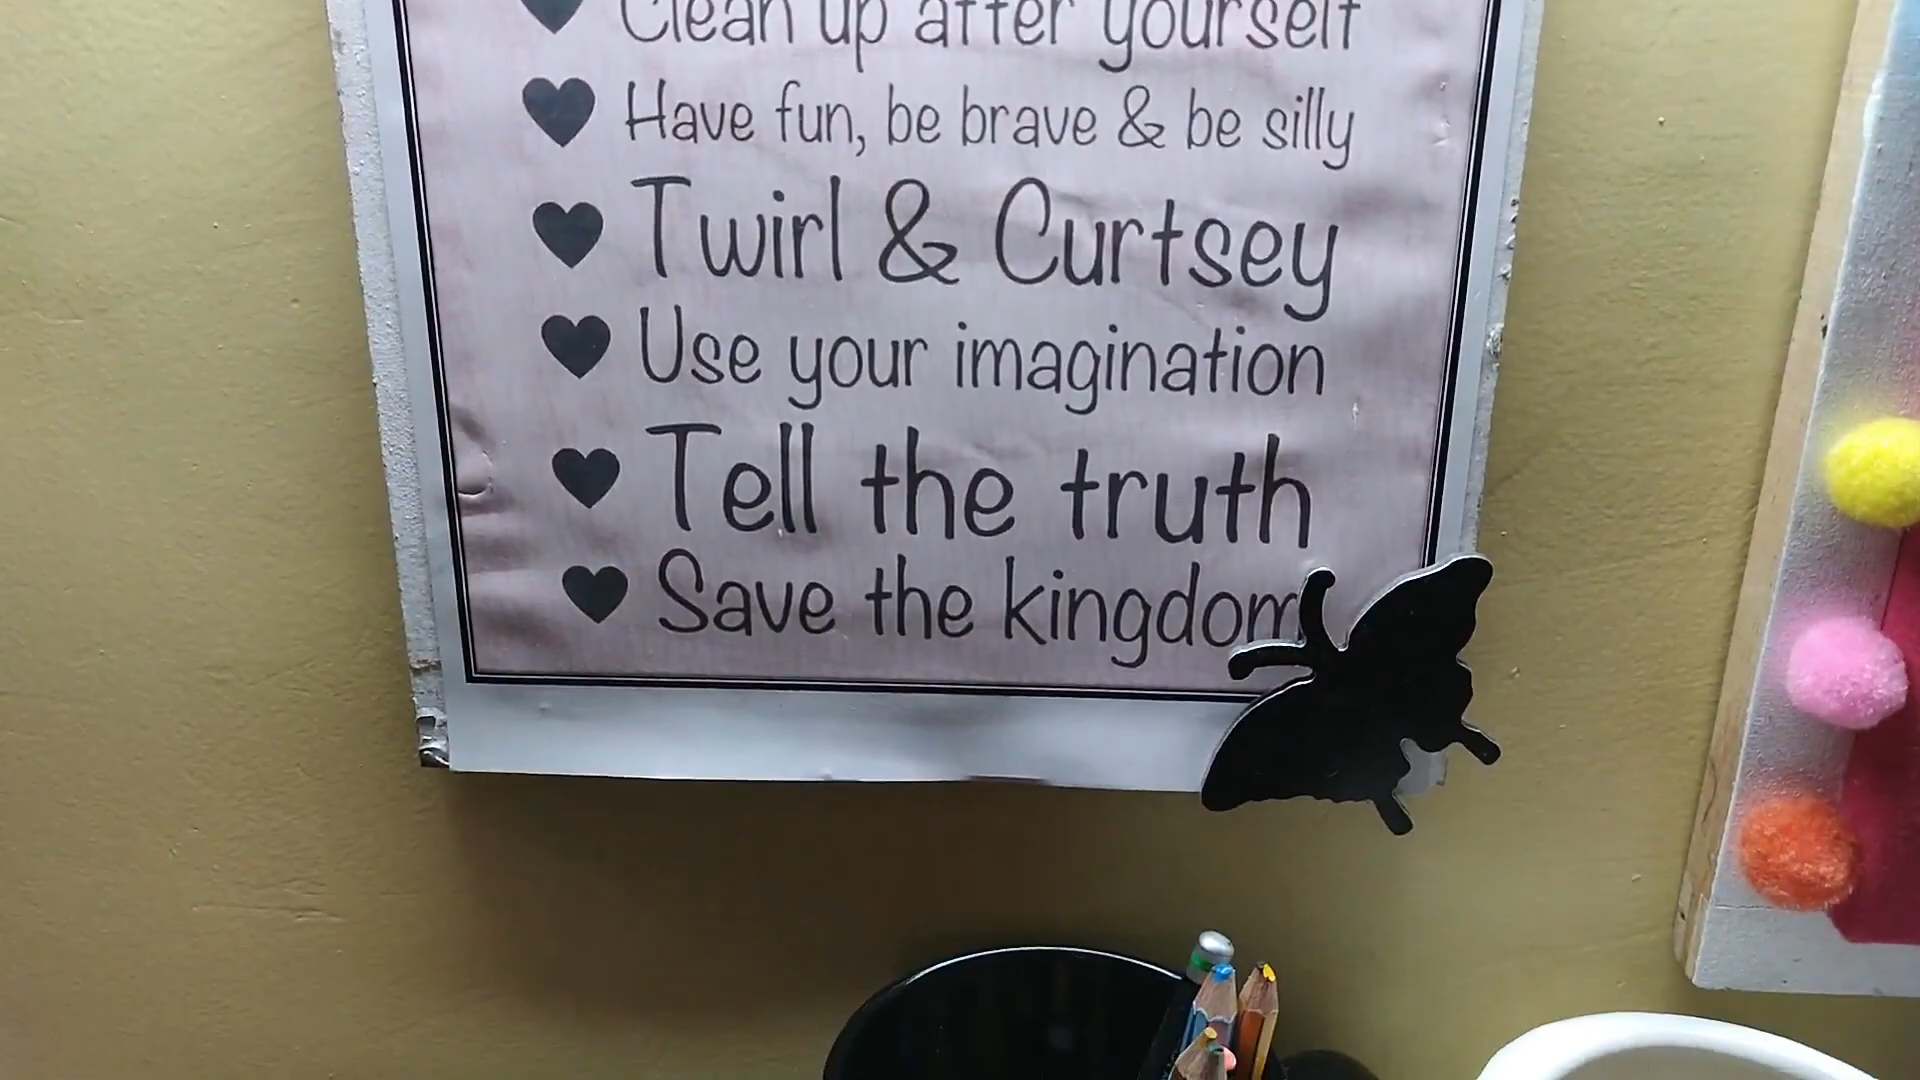 Clean up after yourself
Have fun, be brave & be silly
Twirl & Curtsey
Use your imagination
Tell the truth
Save the kingdom